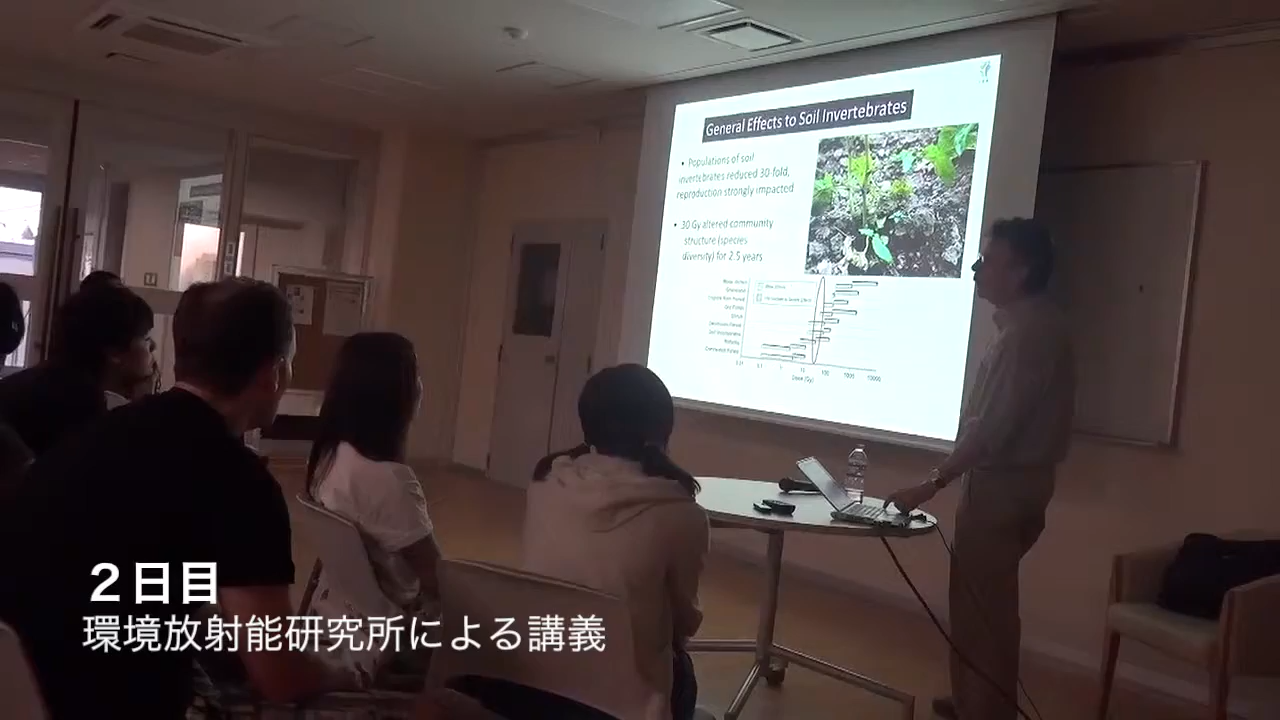 General Effects to Soil Invertebrates
• Populations of soil
invertebrates reduced 30-fold,
reproduction strongly impacted
• 30 Gy altered community
structure (species
diversity) for 2.5 years
Dose (Gy)
２日目
環境放射能研究所による講義